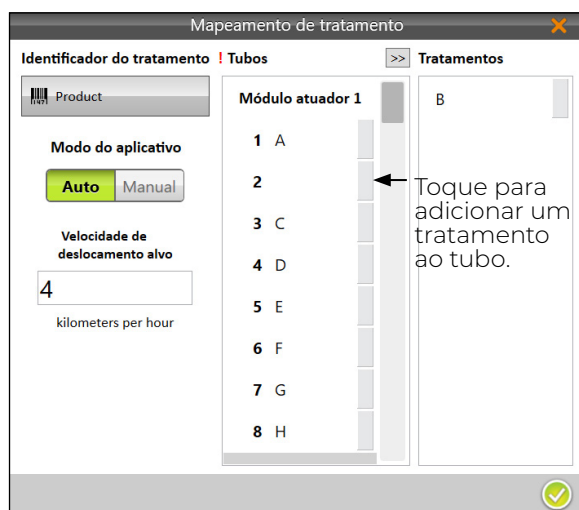 Mapeamento de tratamento
Identificador do tratamento
! Tubos
>>
Tratamentos
Product
Modo do aplicativo
Auto
Manual
Velocidade de
deslocamento alvo
4
kilometers per hour
Módulo atuador 1
1 A
2
3 C
4 D
5 E
6 F
7 G
8 H
B
Toque para
adicionar um
tratamento
ao tubo.